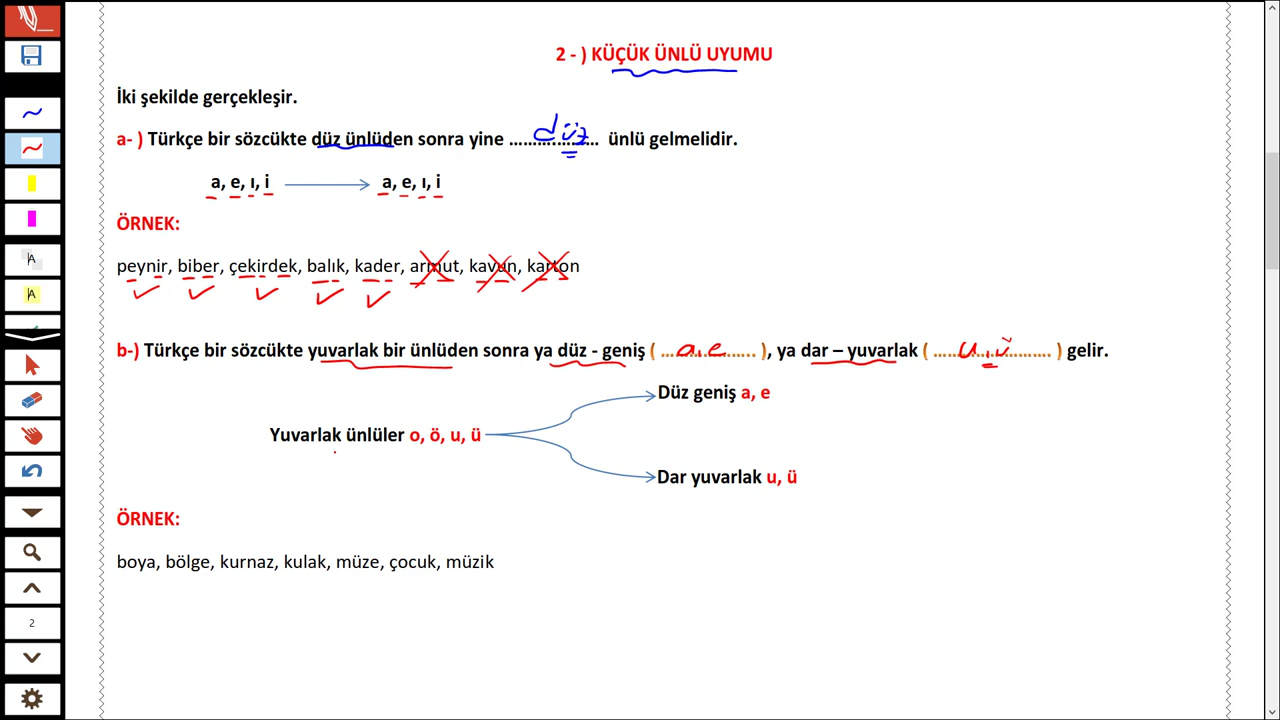 2 - ) KÜÇÜK ÜNLÜ UYUMU
İki şekilde gerçekleşir.
a- ) Türkçe bir sözcükte düz ünlüden sonra yine ......düz...... ünlü gelmelidir.
a, e, ı, i a, e, ı, i
ÖRNEK:
peynir, biber, çekirdek, balık, kader, armut, kavun, karton
b-) Türkçe bir sözcükte yuvarlak bir ünlüden sonra ya düz - geniş ( ...a,e...... ), ya dar – yuvarlak ( ......u,ü......... ) gelir.
Düz geniş a, e
Yuvarlak ünlüler o, ö, u, ü
Dar yuvarlak u, ü
ÖRNEK:
boya, bölge, kurnaz, kulak, müze, çocuk, müzik
A
A
2